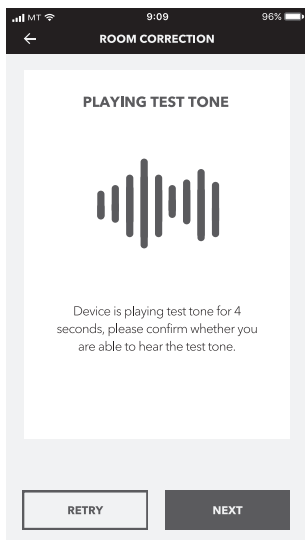 MT 9:09 96%
ROOM CORRECTION
PLAYING TEST TONE
Device is playing test tone for 4
seconds, please confirm whether you
are able to hear the test tone.
RETRY NEXT